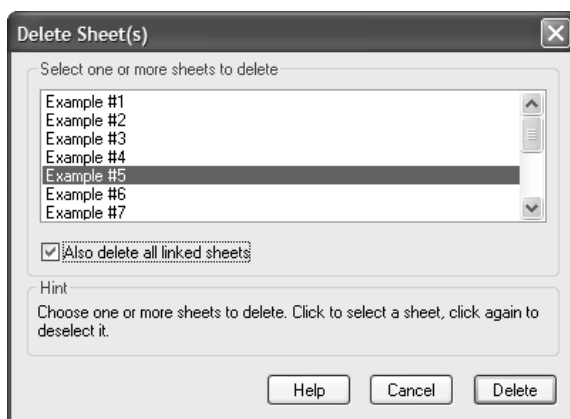 Delete Sheet(s)
Select one or more sheets to delete
Example #1
Example #2
Example #3
Example #4
Example #5
Example #6
Example #7
Also delete all linked sheets
Hint
Choose one or more sheets to delete. Click to select a sheet, click again to
deselect it.
Help Cancel Delete